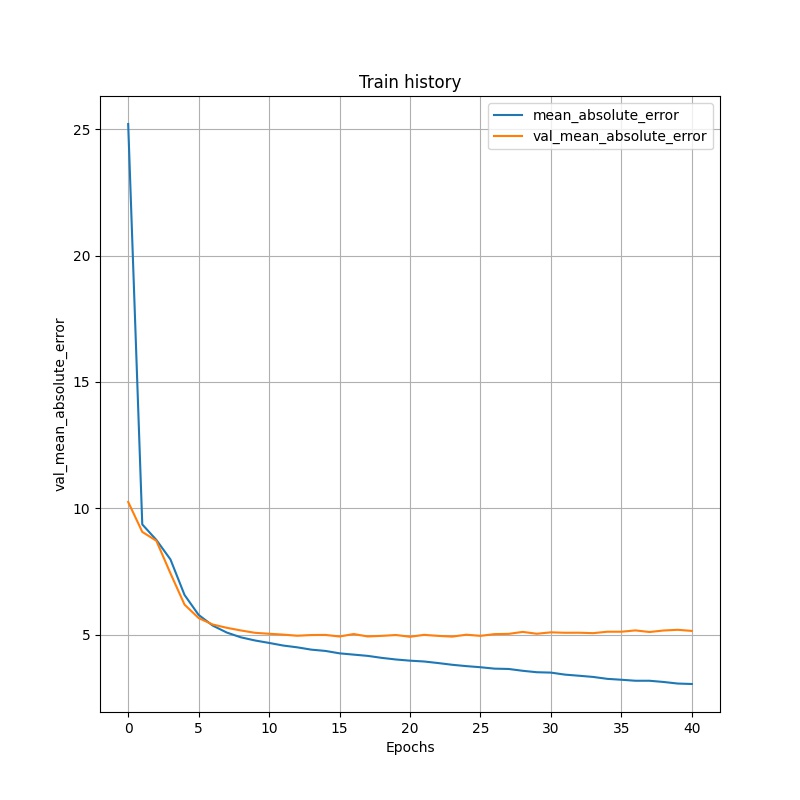 Train history
mean_absolute_error
val_mean_absolute_error
val_mean_absolute_error
25
20
15
10
5
0 5 10 15 20 25 30 35 40
Epochs